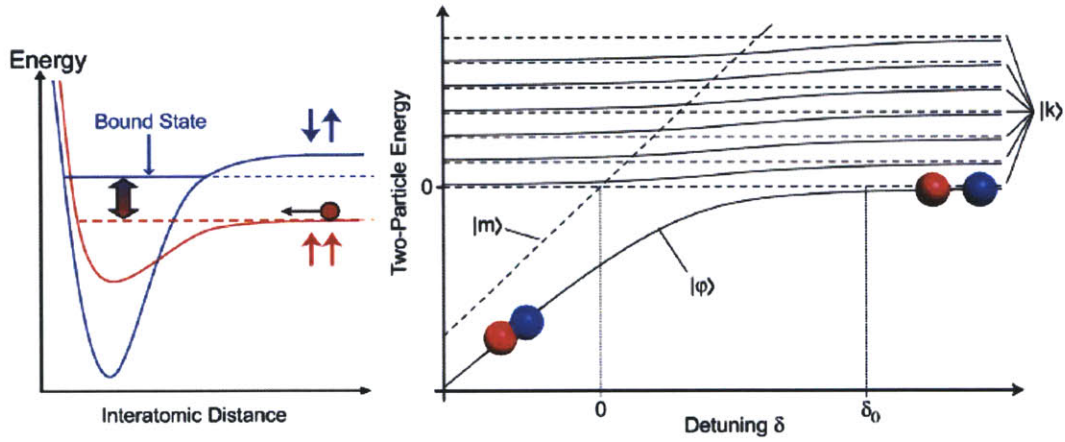 Energy
Bound State
↓↑
↑↑
Interatomic Distance
Two-Particle Energy
0
|m⟩
|φ⟩
|k⟩
0
δ₀
Detuning δ